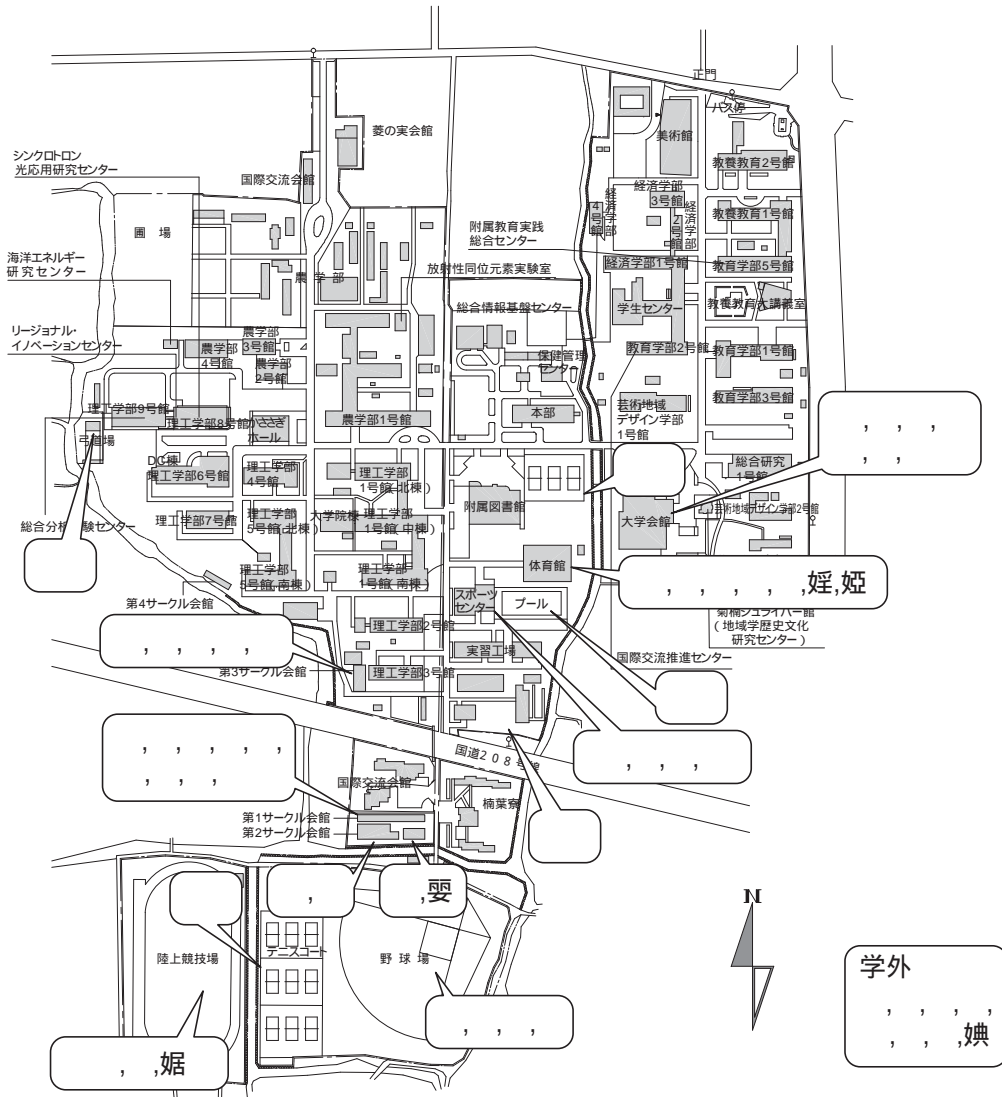 正門
バス停
菱の実会館
美術館
シンクロトロン
光応用研究センター
教養教育2号館
国際交流会館
経済学部
3号館
経済学部
4号館
経済学部
2号館
圃場
附属教育実践
総合センター
教養教育1号館
海洋エネルギー
研究センター
農学部
放射性同位元素実験室
経済学部1号館
教育学部5号館
総合情報基盤センター
学生センター
教養教育大講義室
リージョナル・
イノベーションセンター
農学部
3号館
農学部
4号館
農学部
2号館
保健管理
センター
教育学部2号館
教育学部1号館
教育学部3号館
理工学部9号館
理工学部8号館
かささぎ
ホール
農学部1号館
本部
芸術地域
デザイン学部
1号館
, , ,
, ,
弓道場
DC棟
理工学部6号館
理工学部
4号館
理工学部
1号館(北棟)
附属図書館
総合研究
1号館
総合分析実験センター
理工学部7号館
理工学部
5号館(北棟)
大学院棟
理工学部
1号館(中棟)
大学会館
芸術地域デザイン学部2号館
理工学部
5号館(南棟)
理工学部
1号館(南棟)
体育館
, , , , ,婬,婭
第4サークル会館
スポーツ
センター
プール
菊楠シュライバー館
(地域学歴史文化
研究センター)
, , , ,
理工学部2号館
実習工場
国際交流推進センター
第3サークル会館
理工学部3号館
, , , , ,
, , ,
国道208号線
, , ,
国際交流会館
楠葉寮
第1サークル会館
第2サークル会館
,
,嬰
N
陸上競技場
テニスコート
野球場
学外
, , , ,
, , ,婰
, , ,
, ,婮